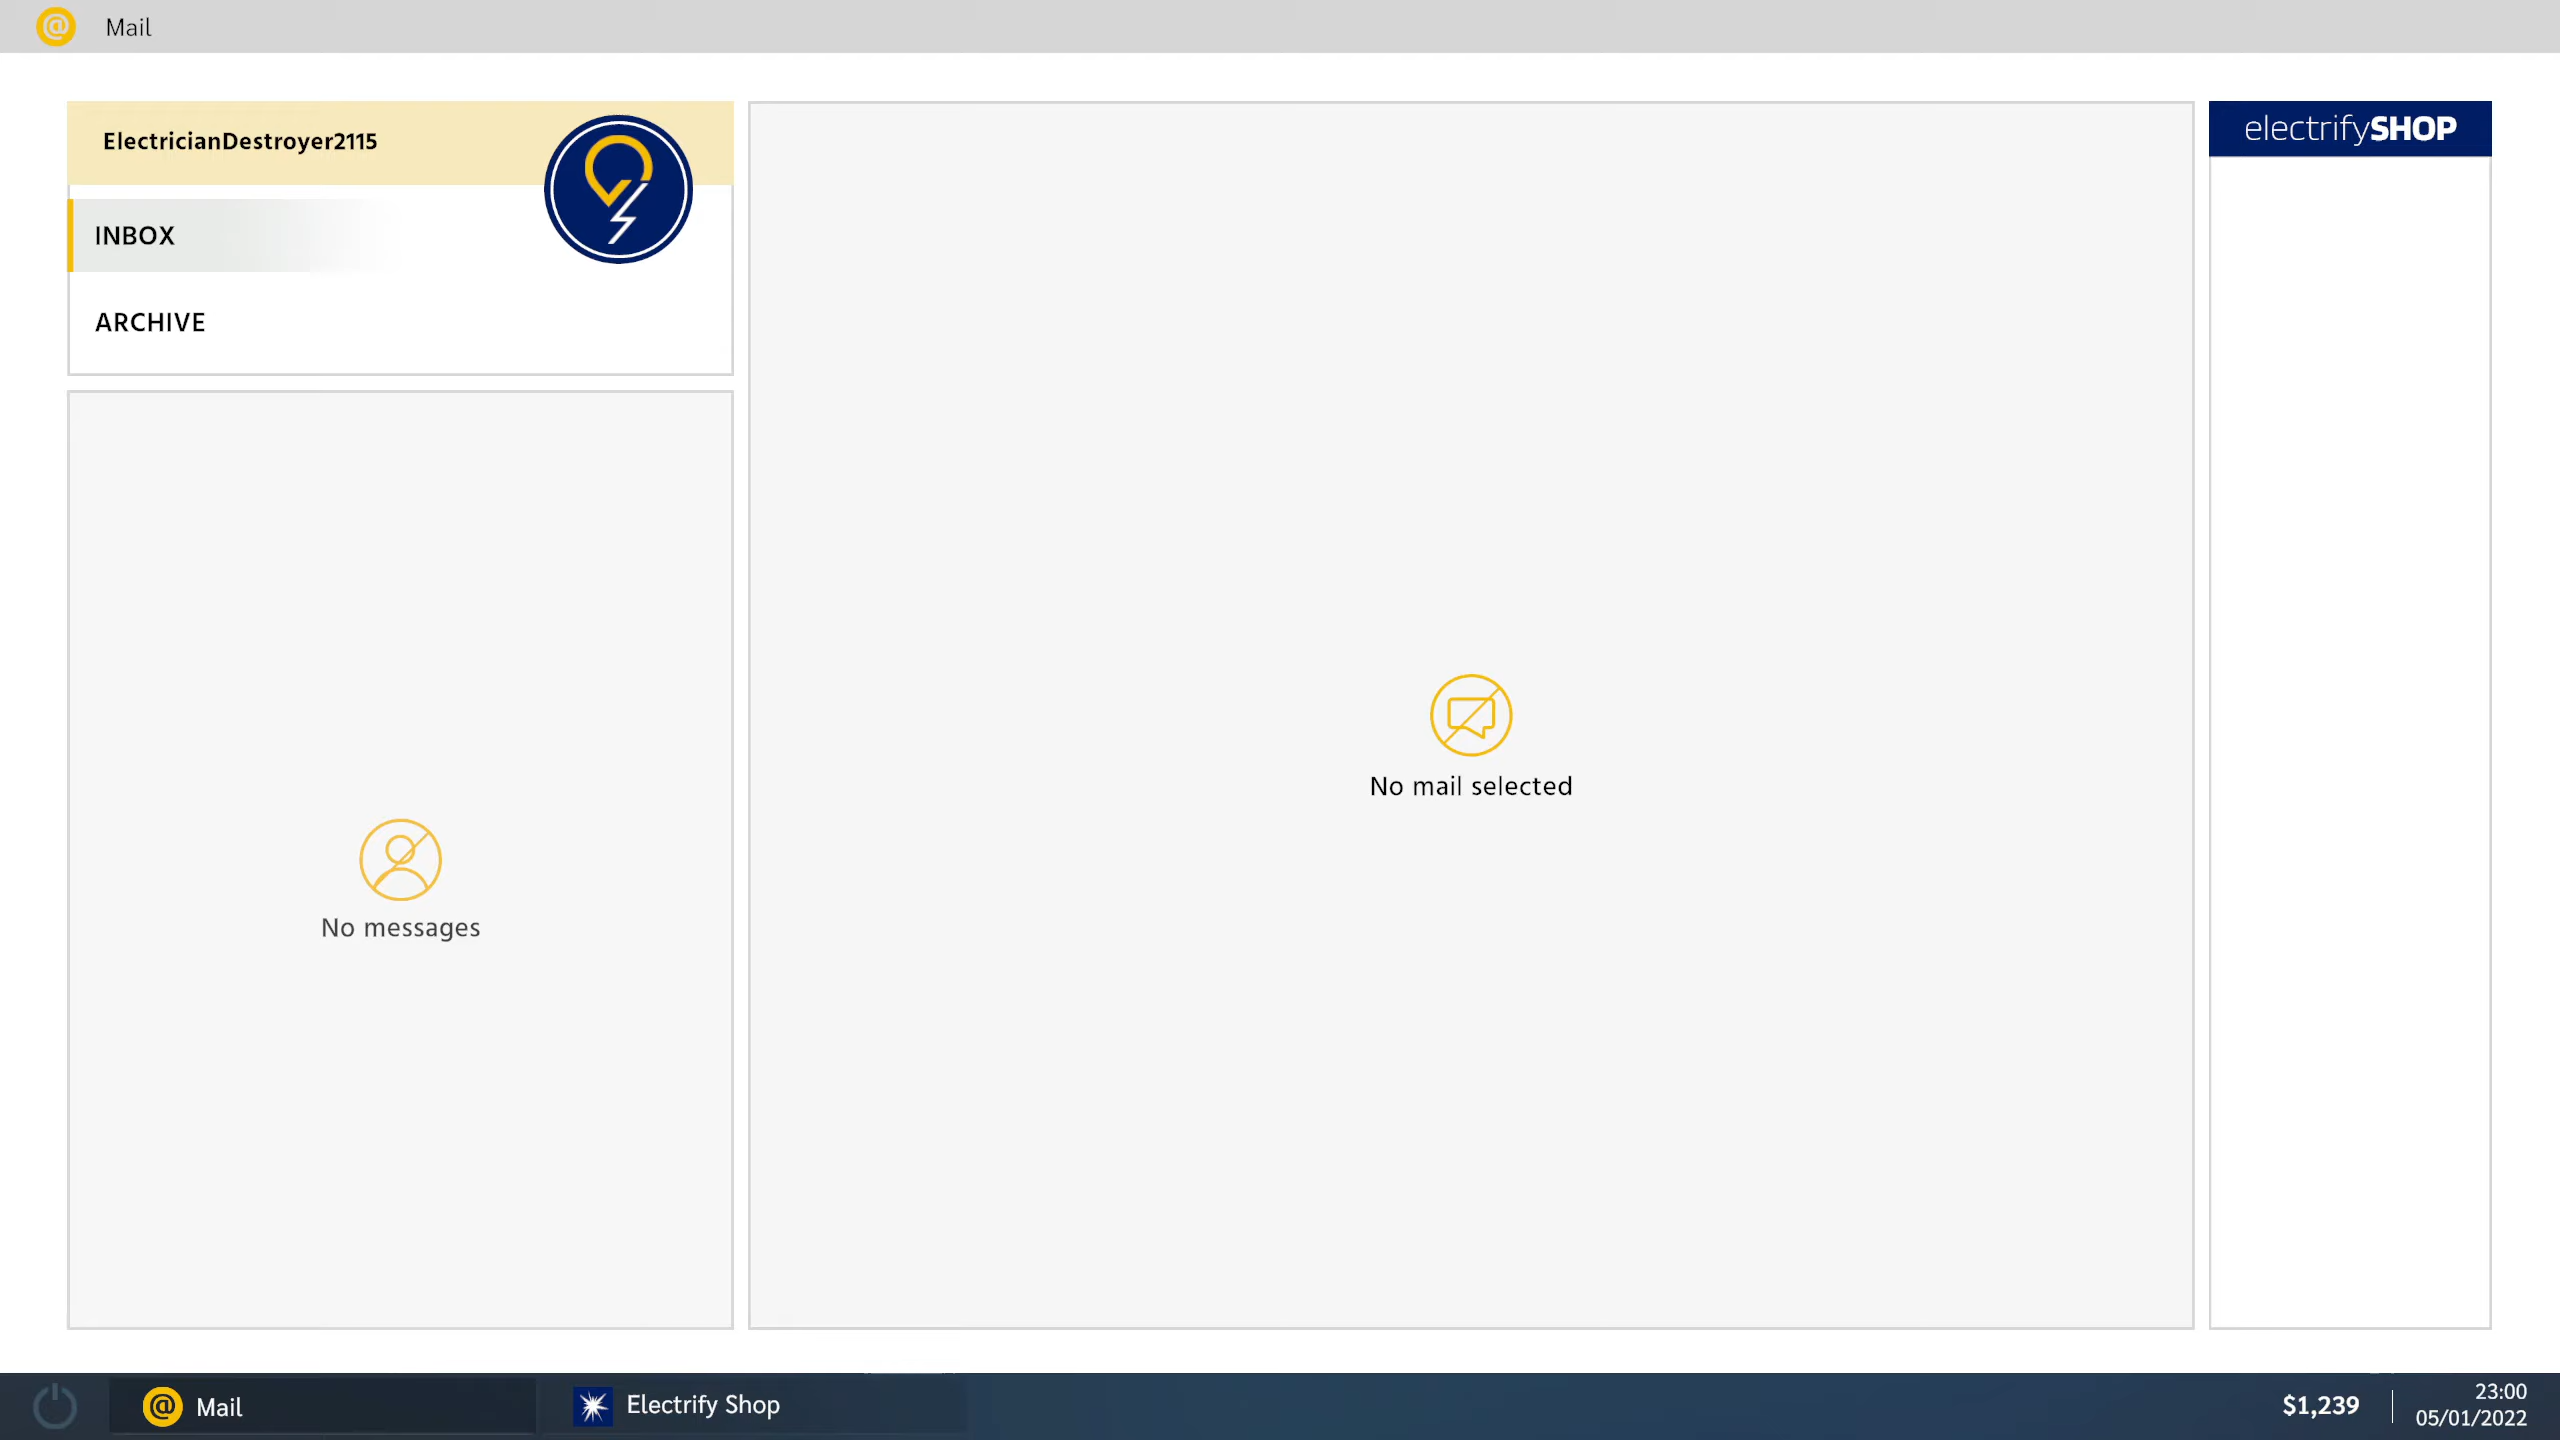 Mail
ElectricianDestroyer2115
INBOX
ARCHIVE
No messages
No mail selected
electrifySHOP
Mail
Electrify Shop
$1,239
23:00
05/01/2022